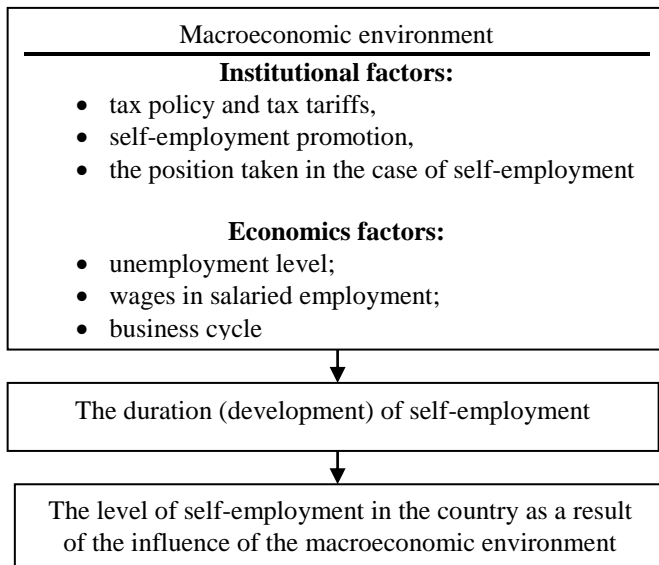 Macroeconomic environment
Institutional factors:
• tax policy and tax tariffs,
• self-employment promotion,
• the position taken in the case of self-employment
Economics factors:
• unemployment level;
• wages in salaried employment;
• business cycle
The duration (development) of self-employment
The level of self-employment in the country as a result
of the influence of the macroeconomic environment